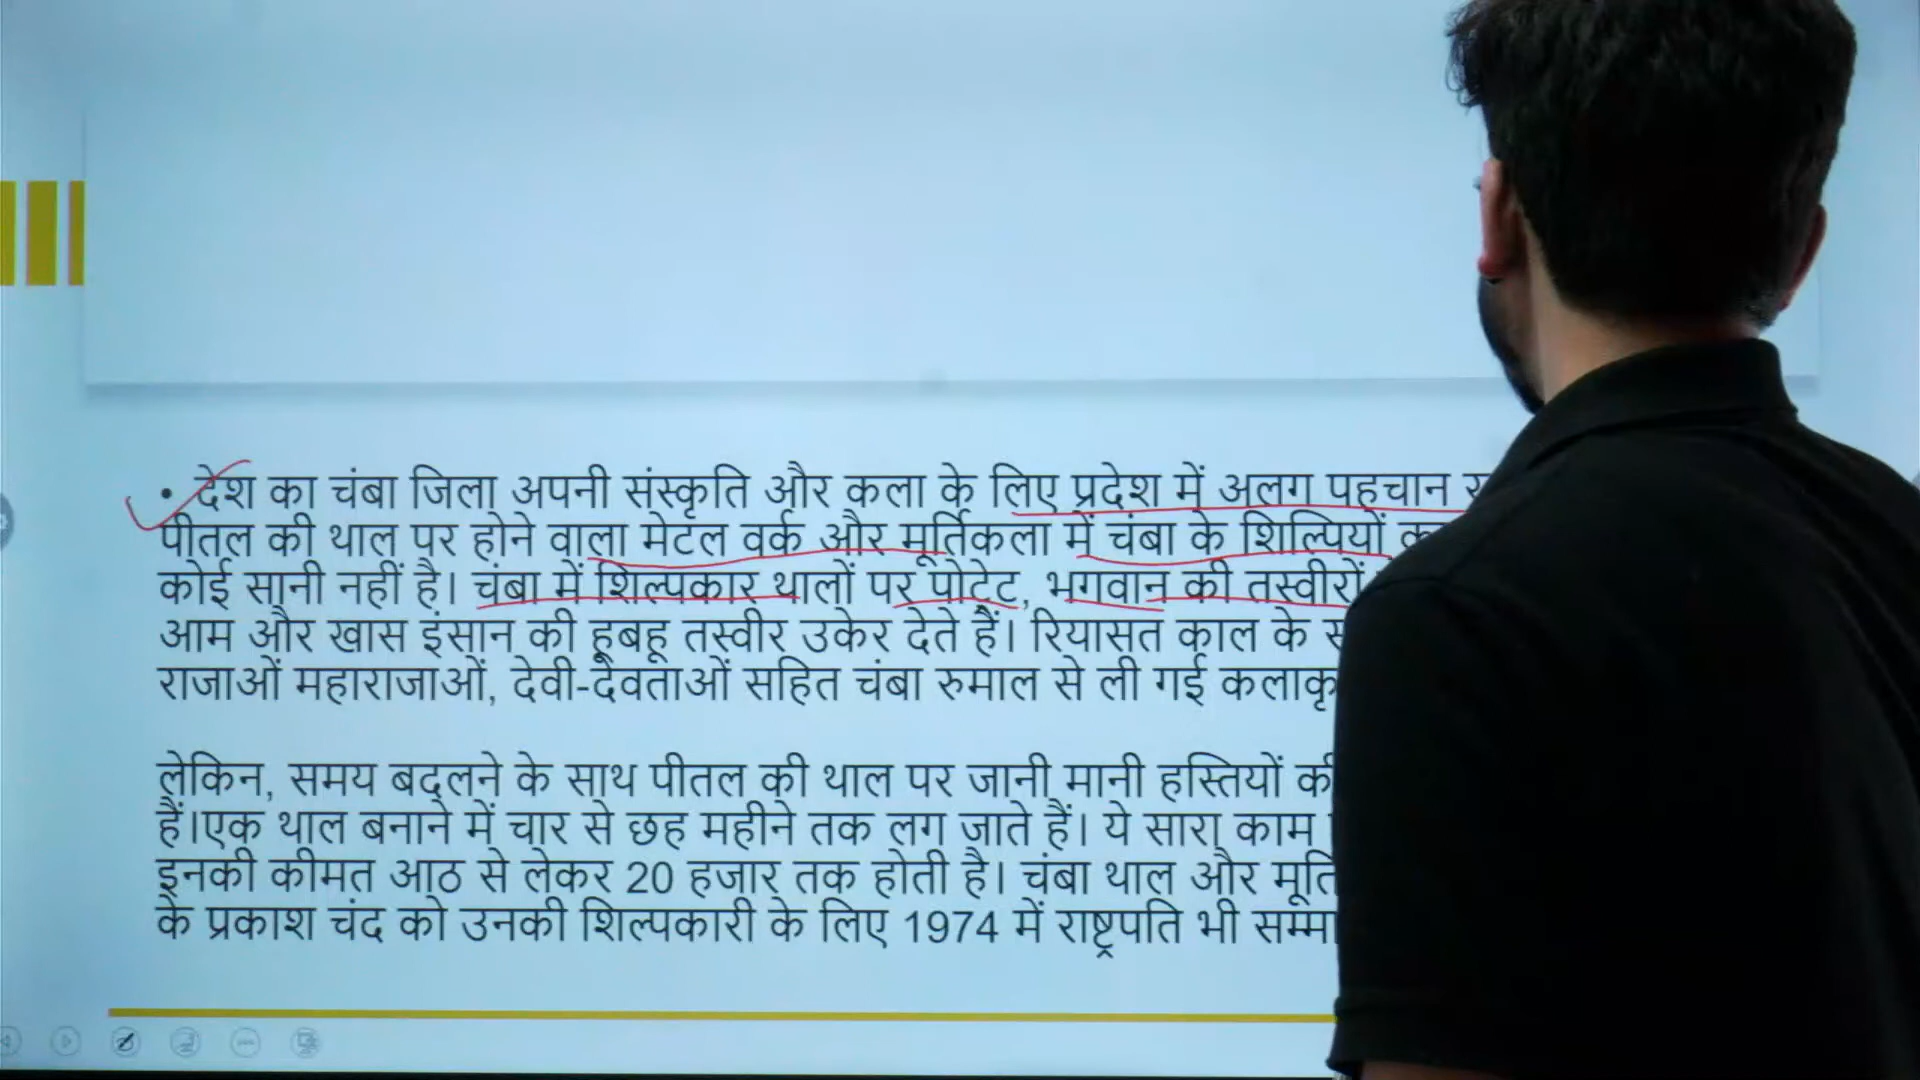 • देश का चंबा जिला अपनी संस्कृति और कला के लिए प्रदेश में अलग पहचान
पीतल की थाल पर होने वाला मेटल वर्क और मूर्तिकला में चंबा के शिल्पियों
कोई सानी नहीं है। चंबा में शिल्पकार थालों पर पोट्रेट, भगवान की तस्वीरों
आम और खास इंसान की हूबहू तस्वीर उकेर देते हैं। रियासत काल के
राजाओं महाराजाओं, देवी-देवताओं सहित चंबा रुमाल से ली गई
लेकिन, समय बदलने के साथ पीतल की थाल पर जानी मानी हस्तियों की
हैं।एक थाल बनाने में चार से छह महीने तक लग जाते हैं। ये सारा काम
इनकी कीमत आठ से लेकर 20 हजार तक होती है। चंबा थाल और
के प्रकाश चंद को उनकी शिल्पकारी के लिए 1974 में राष्ट्रपति भी